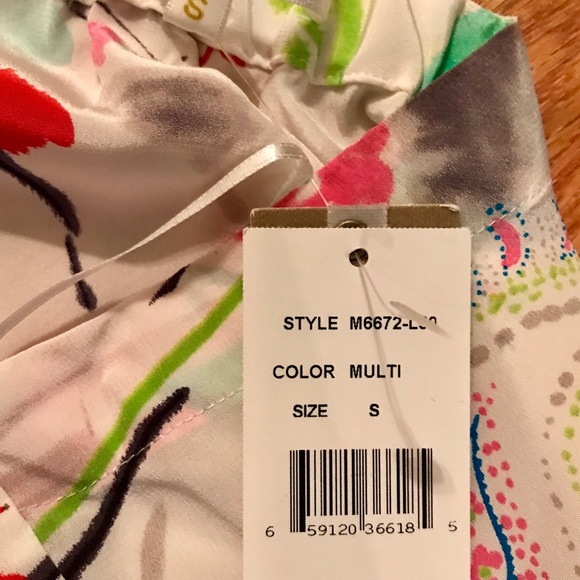 S
STYLE M6672-
COLOR MULTI
SIZE S
6 59120 36618 5